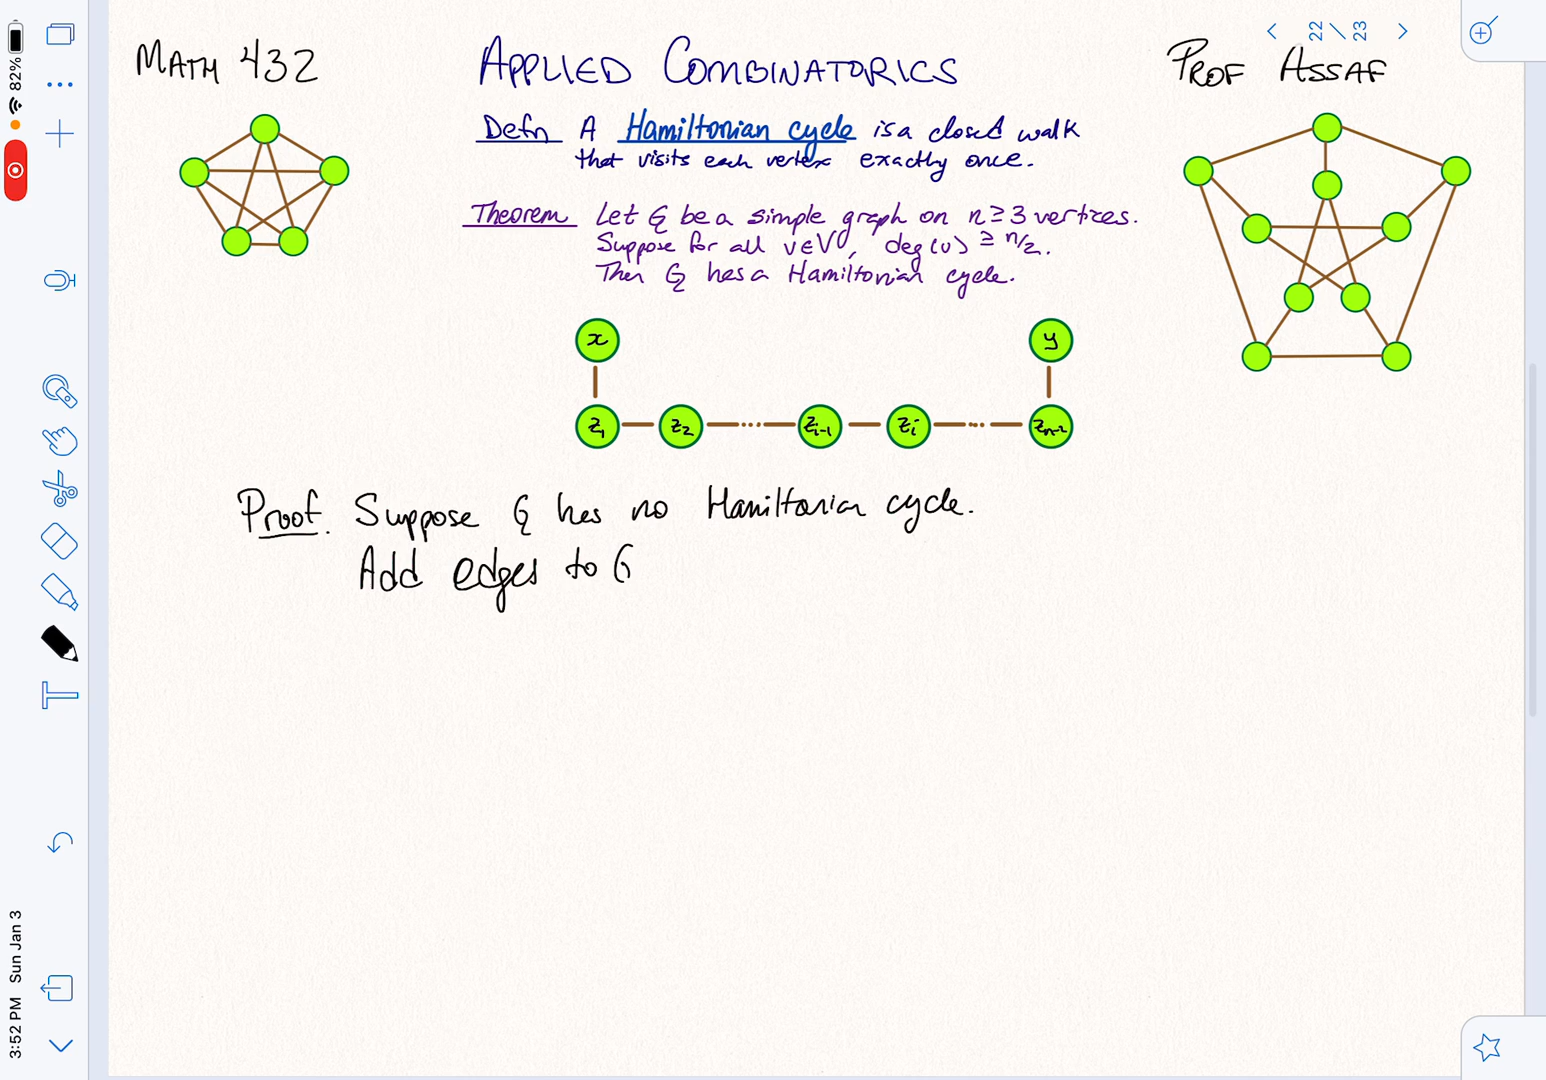 MATH 432
APPLIED COMBINATORICS
PROF ASSAF
22 / 23
Defn A Hamiltonian cycle is a closed walk
that visits each vertex exactly once.
Theorem Let G be a simple graph on n ≥ 3 vertices.
Suppose for all v∈V, deg(v) ≥ n/2.
Then G has a Hamiltonian cycle.
x
y
z₁ z₂ ... zᵢ₋₁ zᵢ ... zₙ₋₂
Proof. Suppose G has no Hamiltonian cycle.
Add edges to G
82%
3:52 PM Sun Jan 3